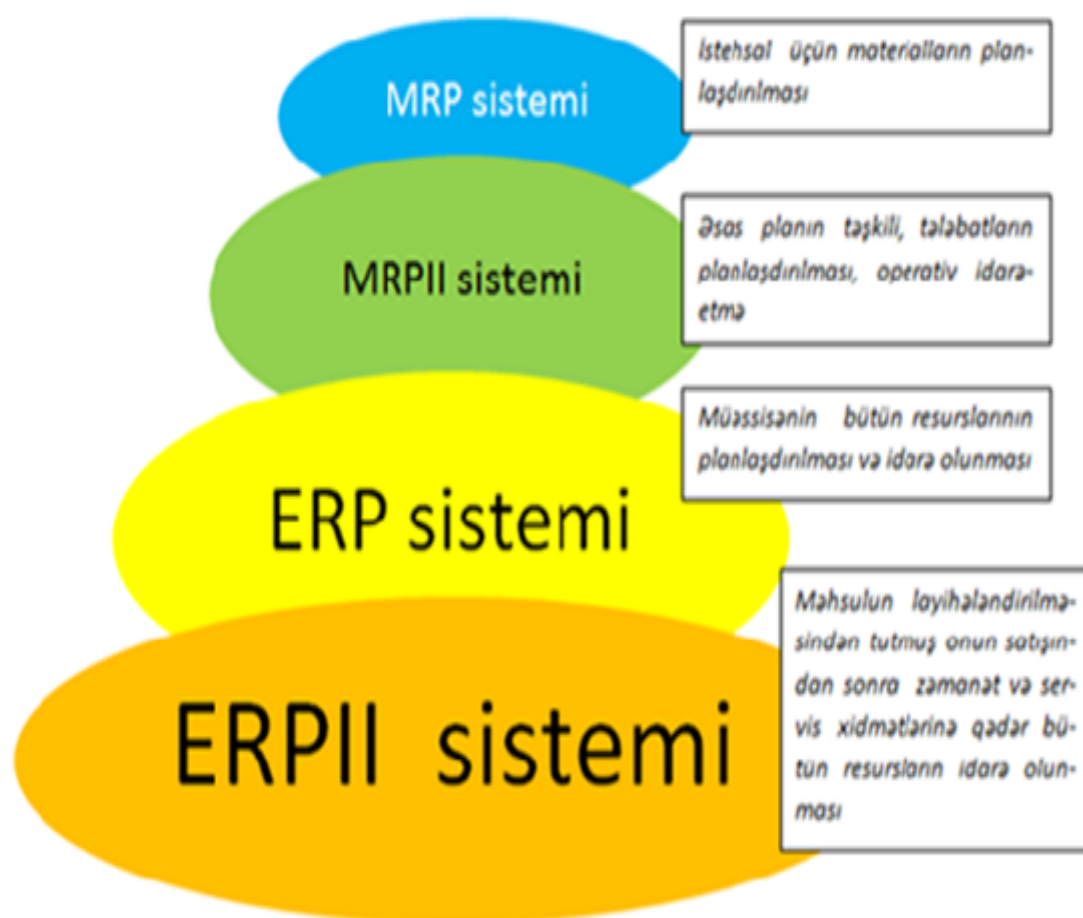 MRP sistemi
İstehsal üçün materialların plan-
laşdırılması
MRPII sistemi
Əsas planın təşkili, tələbatların
planlaşdırılması, operativ idarə-
etmə
ERP sistemi
Müəssisənin bütün resurslarının
planlaşdırılması və idarə olunması
ERPII sistemi
Məhsulun layihələndirilmə-
sindən tutmuş onun satışın-
dan sonra zəmanət və ser-
vis xidmətlərinə qədər bü-
tün resursların idarə olun-
ması